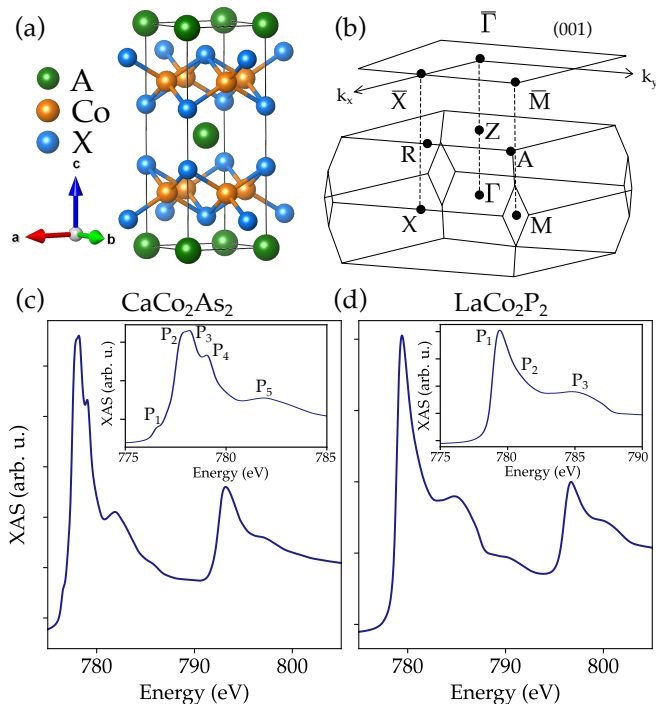 (a)
A
Co
X
c
a
b
(b)
Γ̅
(001)
k_x
k_y
X̅
M̅
Z
R
A
Γ
X
M
(c)
CaCo₂As₂
XAS (arb. u.)
Energy (eV)
780
790
800
XAS (arb. u.)
P₁
P₂
P₃
P₄
P₅
775
780
785
Energy (eV)
(d)
LaCo₂P₂
Energy (eV)
780
790
800
XAS (arb. u.)
P₁
P₂
P₃
775
780
785
790
Energy (eV)